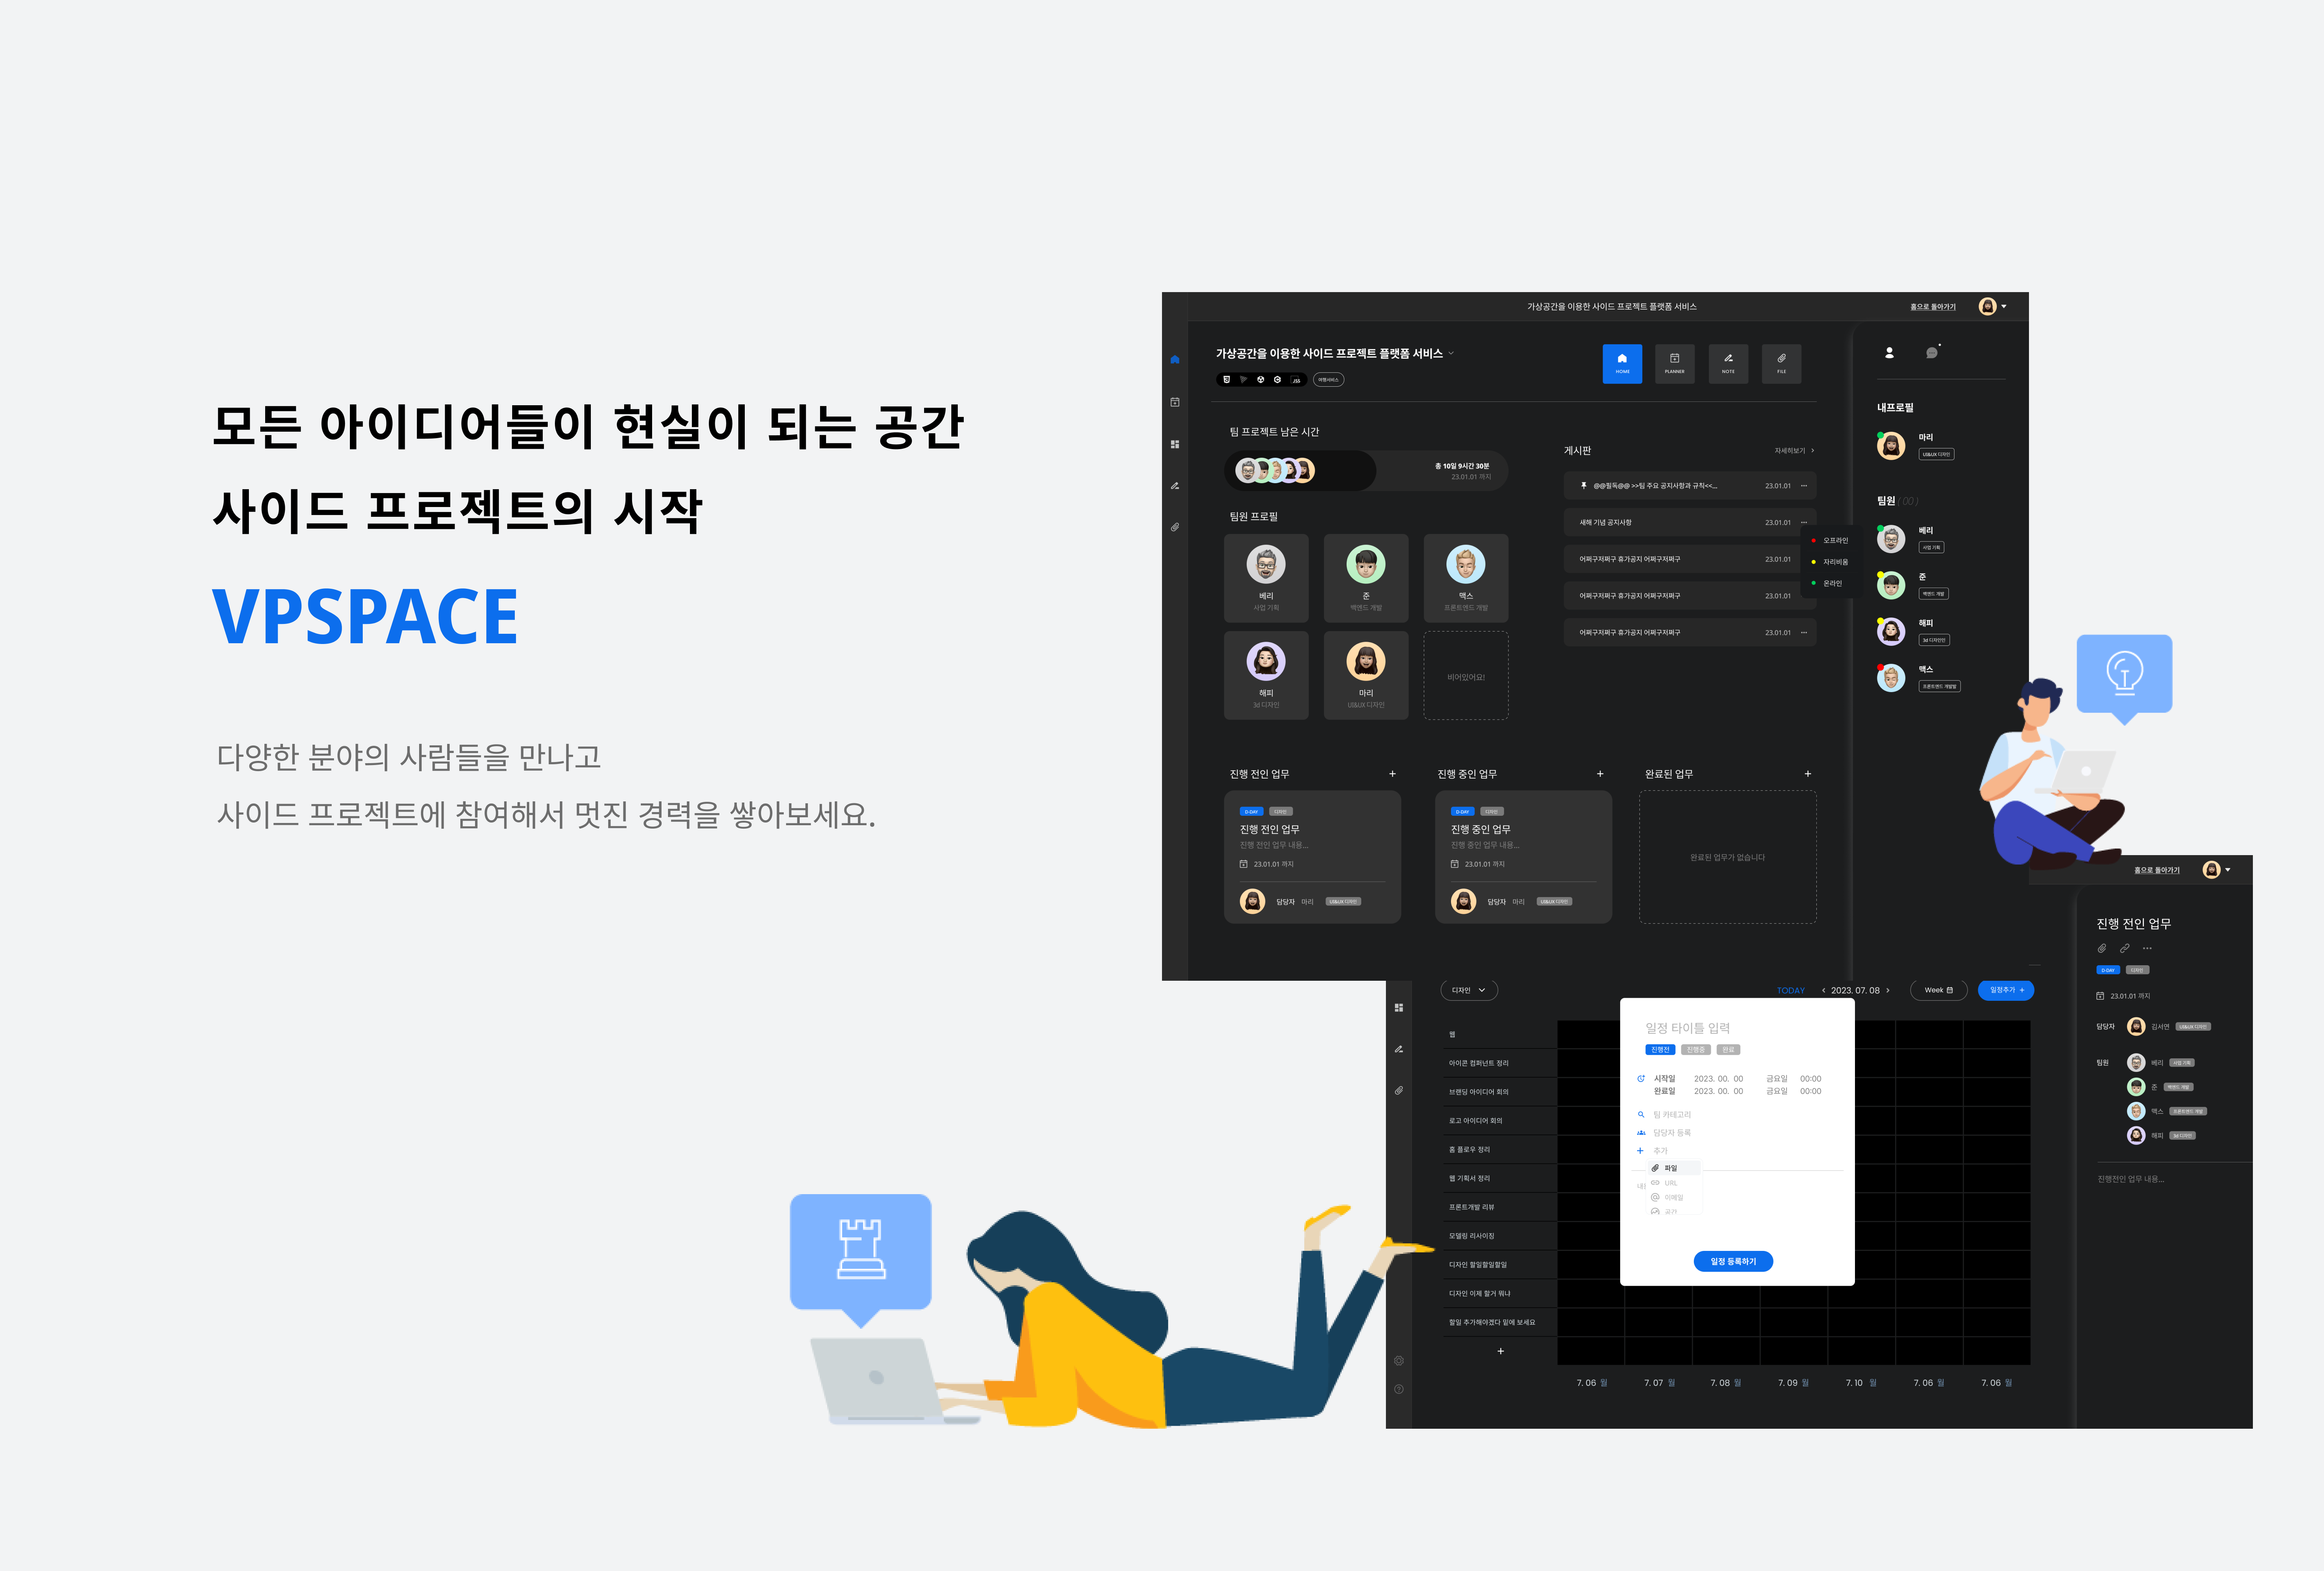 모든 아이디어들이 현실이 되는 공간
사이드 프로젝트의 시작
VPSPACE
다양한 분야의 사람들을 만나고
사이드 프로젝트에 참여해서 멋진 경력을 쌓아보세요.
가상공간을 이용한 사이드 프로젝트 플랫폼 서비스
홈으로 돌아가기
가상공간을 이용한 사이드 프로젝트 플랫폼 서비스
JSS
여행서비스
HOME
PLANNER
NOTE
FILE
팀 프로젝트 남은 시간
총 10일 9시간 30분
23.01.01 까지
팀원 프로필
베리
사업 기획
준
백엔드 개발
맥스
프론트엔드 개발
해피
3d 디자인
마리
UI&UX 디자인
비어있어요!
게시판
자세히보기
@@필독@@ >>팀 주요 공지사항과 규칙<<... 23.01.01
새해 기념 공지사항 23.01.01
어쩌구저쩌구 휴가공지 어쩌구저쩌구 23.01.01
어쩌구저쩌구 휴가공지 어쩌구저쩌구 23.01.01
어쩌구저쩌구 휴가공지 어쩌구저쩌구 23.01.01
오프라인
자리비움
온라인
내프로필
마리
UI&UX 디자인
팀원 ( 00 )
베리
사업 기획
준
백엔드 개발
해피
3d 디자인
맥스
프론트엔드 개발
진행 전인 업무 +
D-DAY 디자인
진행 전인 업무
진행 전인 업무 내용...
23.01.01 까지
담당자 마리 UI&UX 디자인
진행 중인 업무 +
D-DAY 디자인
진행 중인 업무
진행 중인 업무 내용...
23.01.01 까지
담당자 마리 UI&UX 디자인
완료된 업무 +
완료된 업무가 없습니다
디자인
TODAY
< 2023. 07. 08 >
Week
일정추가 +
웹
아이콘 컴퍼넌트 정리
브랜딩 아이디어 회의
로고 아이디어 회의
홈 플로우 정리
웹 기획서 정리
프론트개발 리뷰
모델링 리사이징
디자인 할일할일할일
디자인 이제 할거 뭐냐
할일 추가해야겠다 밑에 보세요
+
7. 06 월
7. 07 월
7. 08 월
7. 09 월
7. 10 월
7. 06 월
7. 06 월
일정 타이틀 입력
진행전 진행중 완료
시작일 2023. 00. 00 금요일 00:00
완료일 2023. 00. 00 금요일 00:00
팀 카테고리
담당자 등록
+ 추가
파일
URL
이메일
공간
일정 등록하기
홈으로 돌아가기
진행 전인 업무
D-DAY 디자인
23.01.01 까지
담당자 김서연 UI&UX 디자인
팀원 베리 사업 기획
준 백엔드 개발
맥스 프론트엔드 개발
해피 3d 디자인
진행전인 업무 내용...